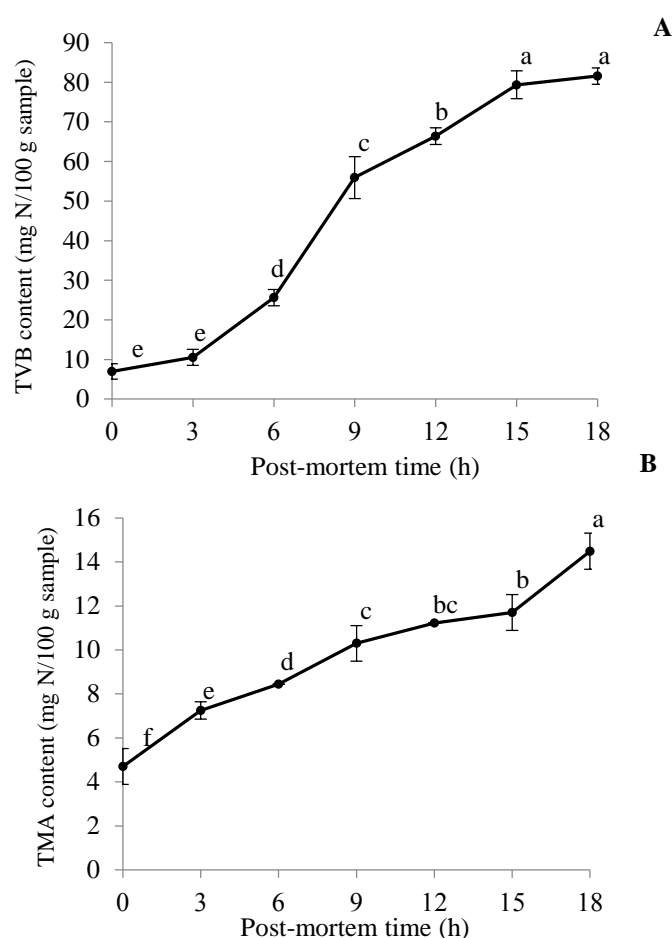 A
90
80
70
60
50
40
30
20
10
0
TVB content (mg N/100 g sample)
e
e
d
c
b
a
a
0 3 6 9 12 15 18
Post-mortem time (h)
B
16
14
12
10
8
6
4
2
0
TMA content (mg N/100 g sample)
f
e
d
c
bc
b
a
0 3 6 9 12 15 18
Post-mortem time (h)